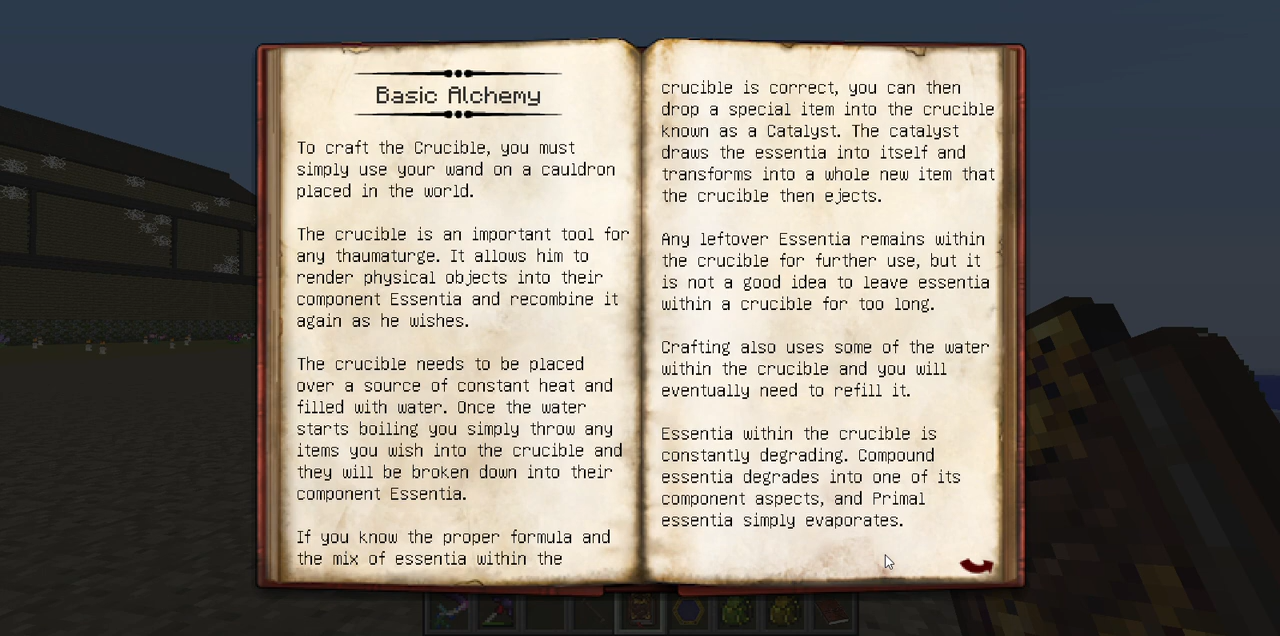 Basic Alchemy
To craft the Crucible, you must
simply use your wand on a cauldron
placed in the world.
The crucible is an important tool for
any thaumaturge. It allows him to
render physical objects into their
component Essentia and recombine it
again as he wishes.
The crucible needs to be placed
over a source of constant heat and
filled with water. Once the water
starts boiling you simply throw any
items you wish into the crucible and
they will be broken down into their
component Essentia.
If you know the proper formula and
the mix of essentia within the
crucible is correct, you can then
drop a special item into the crucible
known as a Catalyst. The catalyst
draws the essentia into itself and
transforms into a whole new item that
the crucible then ejects.
Any leftover Essentia remains within
the crucible for further use, but it
is not a good idea to leave essentia
within a crucible for too long.
Crafting also uses some of the water
within the crucible and you will
eventually need to refill it.
Essentia within the crucible is
constantly degrading. Compound
essentia degrades into one of its
component aspects, and Primal
essentia simply evaporates.